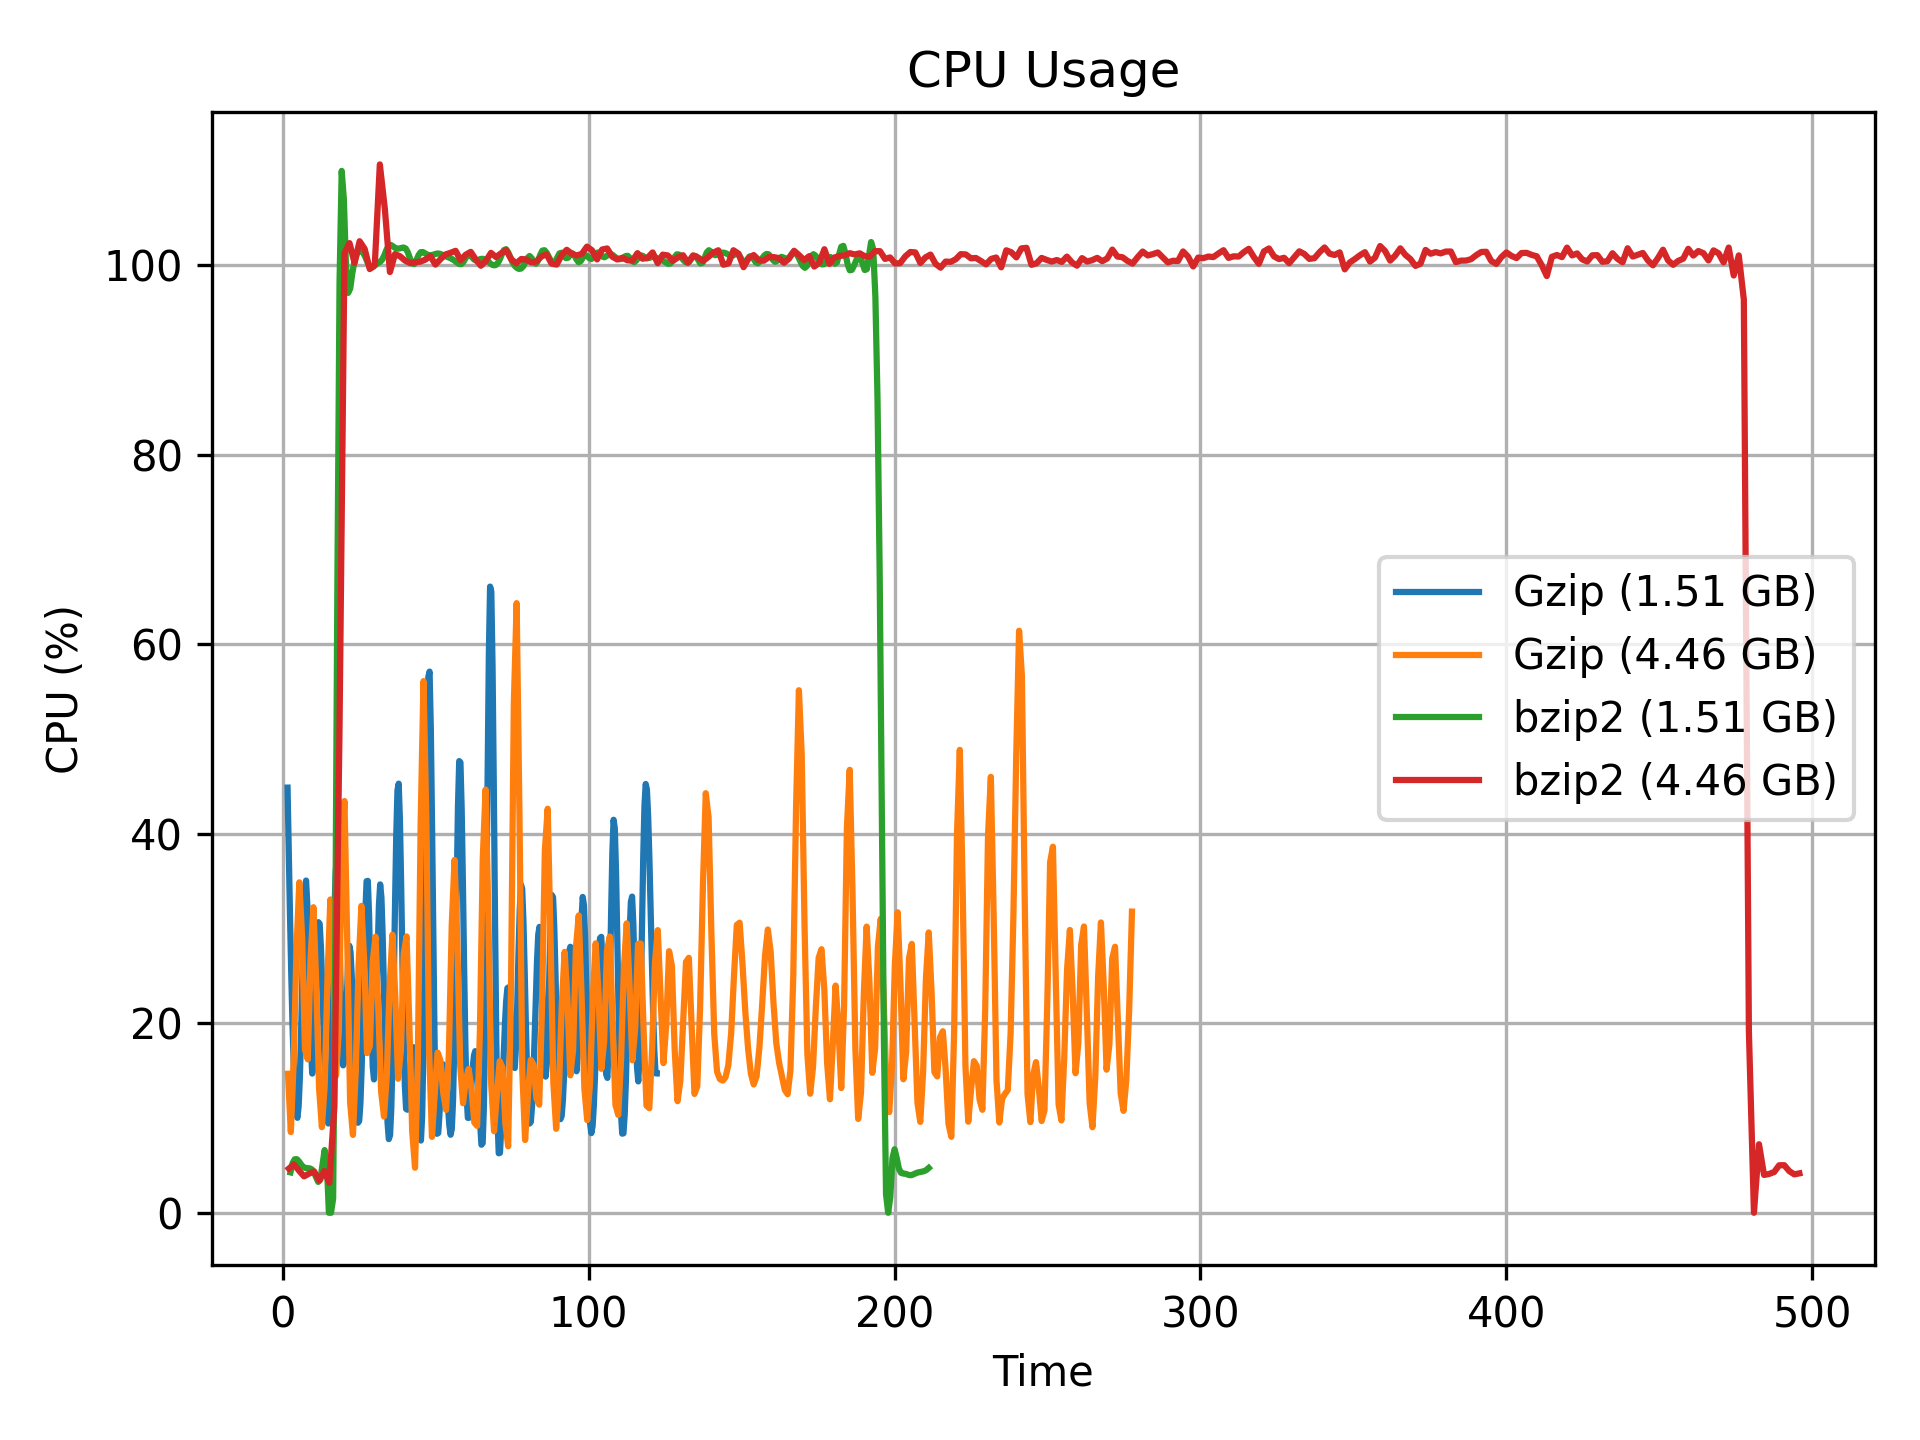 CPU Usage
100
80
60
40
20
0
CPU (%)
Gzip (1.51 GB)
Gzip (4.46 GB)
bzip2 (1.51 GB)
bzip2 (4.46 GB)
0 100 200 300 400 500
Time